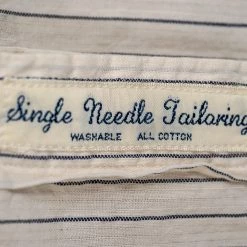 Single Needle Tailoring
WASHABLE ALL COTTON